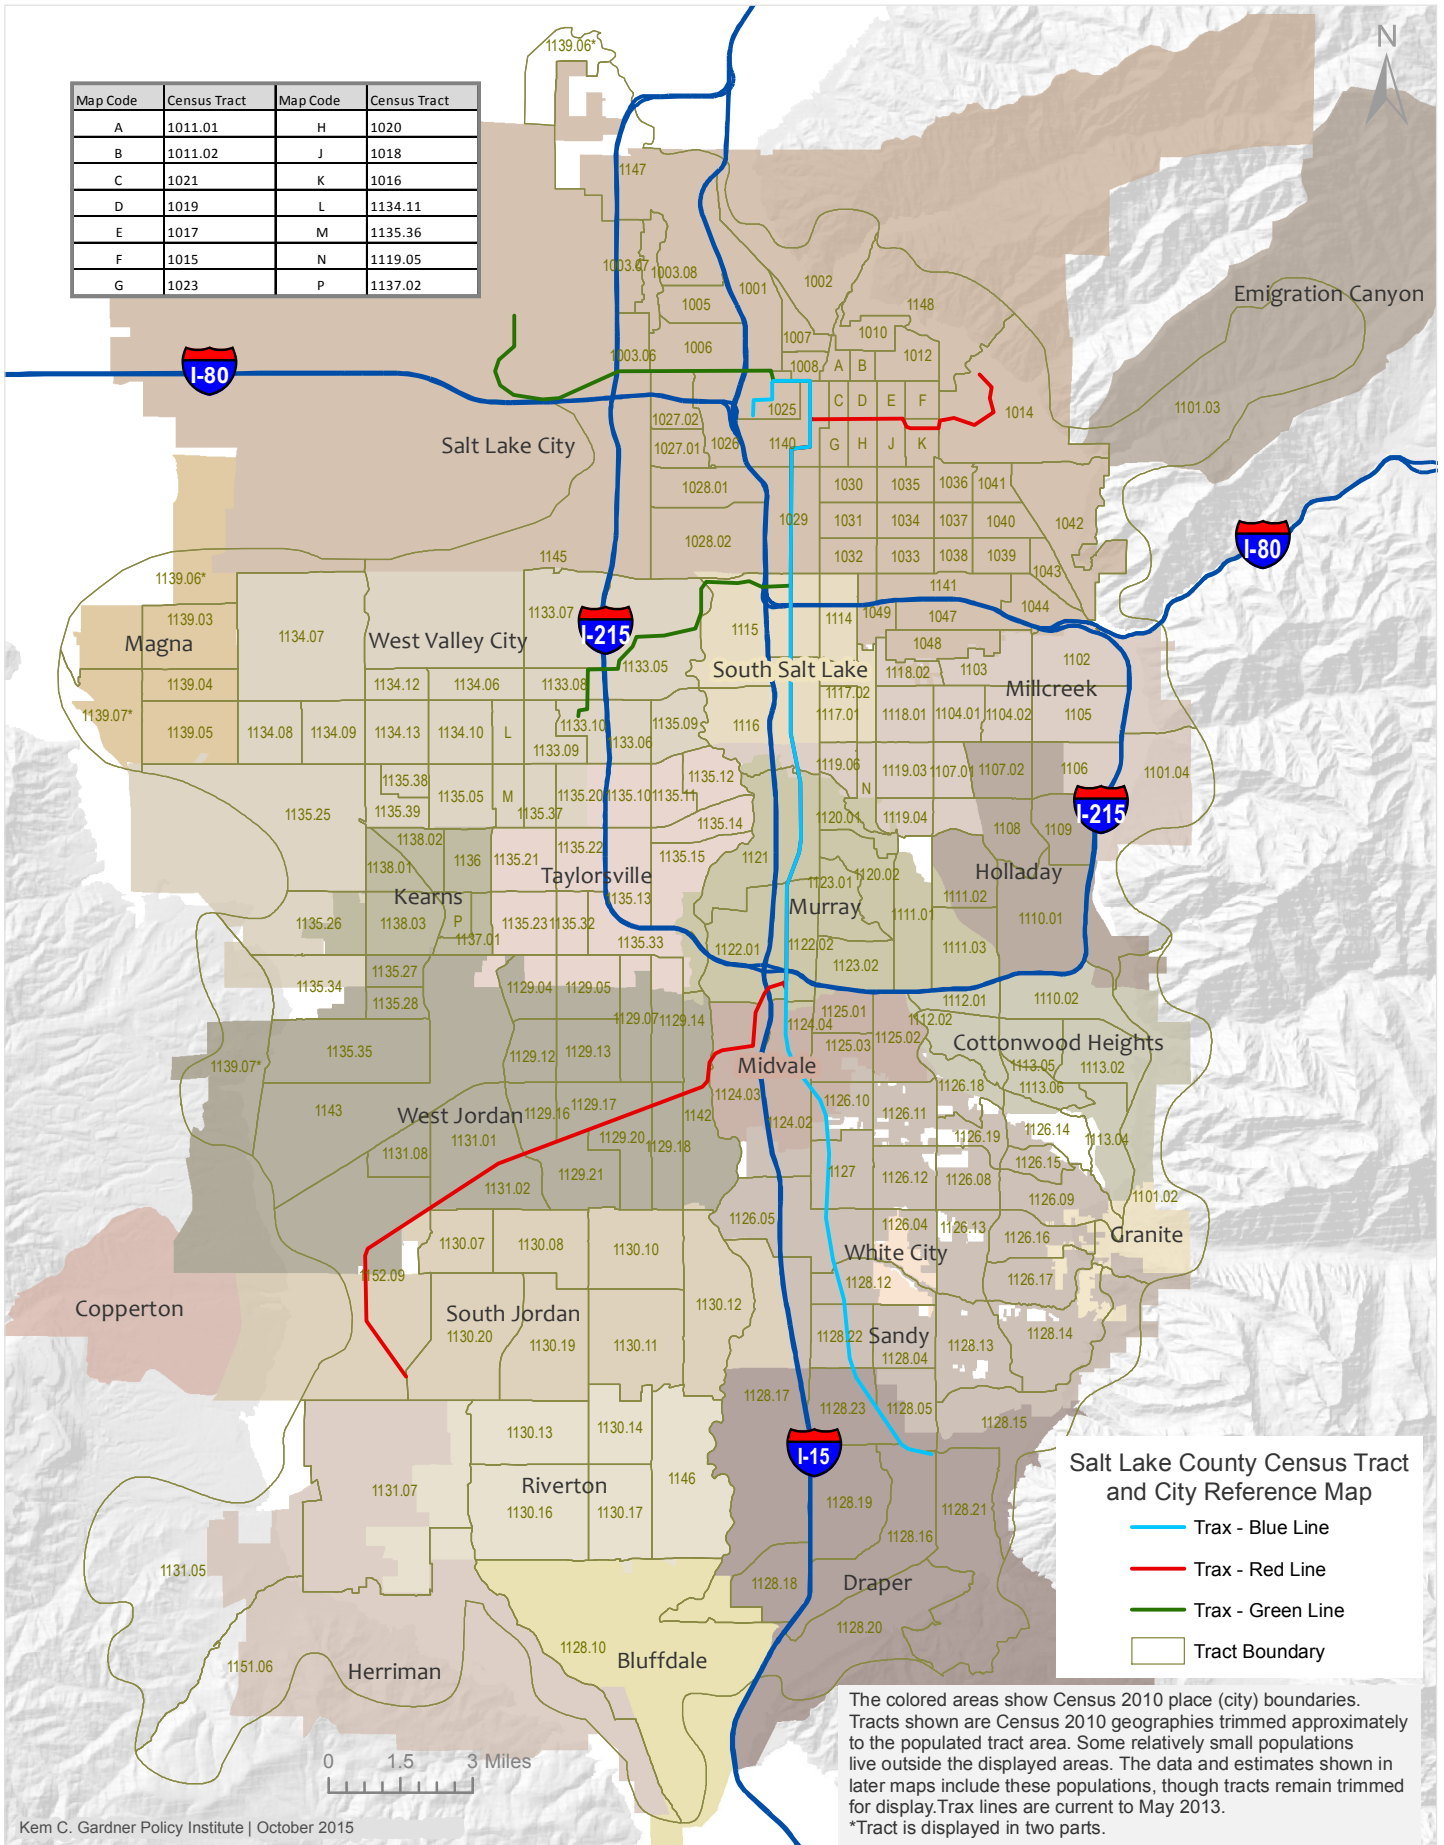 N
1139.06*
Map Code Census Tract Map Code Census Tract
A 1011.01 H 1020
B 1011.02 J 1018
C 1021 K 1016
D 1019 L 1134.11
E 1017 M 1135.36
F 1015 N 1119.05
G 1023 P 1137.02
1147
1003.07 1003.08 1001 1002
Emigration Canyon
1005 1148
1007 1010
1003.06 1006 1008 A B 1012
I-80
1025 C D E F 1014 1101.03
1027.02
Salt Lake City 1027.01 1026 1140 G H J K
1028.01 1030 1035 1036 1041
1029 1031 1034 1037 1040 1042
1028.02
1145 1032 1033 1038 1039 I-80
1139.06* 1043
1141
1139.03 1133.07 1114 1049 1047 1044
Magna 1134.07 West Valley City I-215 1115
1048
1133.05 South Salt Lake 1118.02 1103 1102
1139.04 1134.12 1134.06 1133.08 Millcreek
1117.02
1139.07* 1117.01 1118.01 1104.01 1104.02 1105
1139.05 1134.08 1134.09 1134.13 1134.10 L 1133.10 1135.09 1116
1133.09 1133.06
1119.06 1119.03 1107.01 1107.02 1106 1101.04
1135.38 1135.12
1135.25 1135.39 1135.05 M 1135.20 1135.10 1135.11 N
1135.37 1135.14 1120.01 1119.04 1108 1109 I-215
1138.02
1138.01 1136 1135.21 1135.22 1135.15 1121
Taylorsville 1123.01 1120.02 Holladay
Kearns 1135.13 Murray 1111.02
1135.26 1138.03 P 1135.23 1135.32 1111.01 1110.01
1137.01 1135.33 1122.01 1122.02 1111.03
1135.27 1123.02
1135.34 1129.04 1129.05
1135.28 1112.01 1110.02
1129.07 1129.14 1124.04 1125.01 1112.02
1135.35 1129.12 1129.13 1125.03 1125.02 Cottonwood Heights
1139.07* Midvale 1113.05 1113.02
1126.18 1113.06
1143 West Jordan 1129.16 1129.17 1142 1124.03 1126.10 1126.11
1131.01 1129.20 1129.18 1124.02 1126.19 1126.14 1113.04
1131.08 1126.15
1131.02 1129.21 1127 1126.12 1126.08
1126.09 1101.02
1126.05 1126.04 1126.13
1130.07 1130.08 1130.10 White City 1126.16 Granite
1152.09 1128.12 1126.17
Copperton South Jordan 1130.12
1130.20 1130.19 1130.11 1128.22 Sandy 1128.13 1128.14
1128.04
1128.17 1128.23 1128.05
1130.13 1130.14 1128.15
I-15
1131.07 Riverton 1146
1130.16 1130.17 1128.19 1128.21
1128.16
1131.05 1128.18 Draper
1128.20
1128.10
1151.06 Herriman Bluffdale
Salt Lake County Census Tract
and City Reference Map
Trax - Blue Line
Trax - Red Line
Trax - Green Line
Tract Boundary
The colored areas show Census 2010 place (city) boundaries.
Tracts shown are Census 2010 geographies trimmed approximately
to the populated tract area. Some relatively small populations
live outside the displayed areas. The data and estimates shown in
later maps include these populations, though tracts remain trimmed
for display.Trax lines are current to May 2013.
*Tract is displayed in two parts.
0 1.5 3 Miles
Kem C. Gardner Policy Institute | October 2015